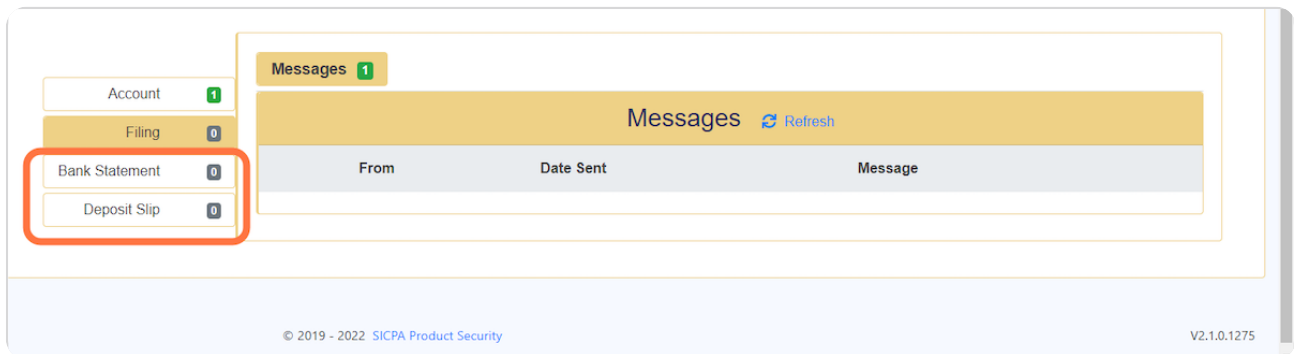 Messages 1
Account 1
Messages Refresh
Filing 0
From Date Sent Message
Bank Statement 0
Deposit Slip 0
© 2019 - 2022 SICPA Product Security
V2.1.0.1275